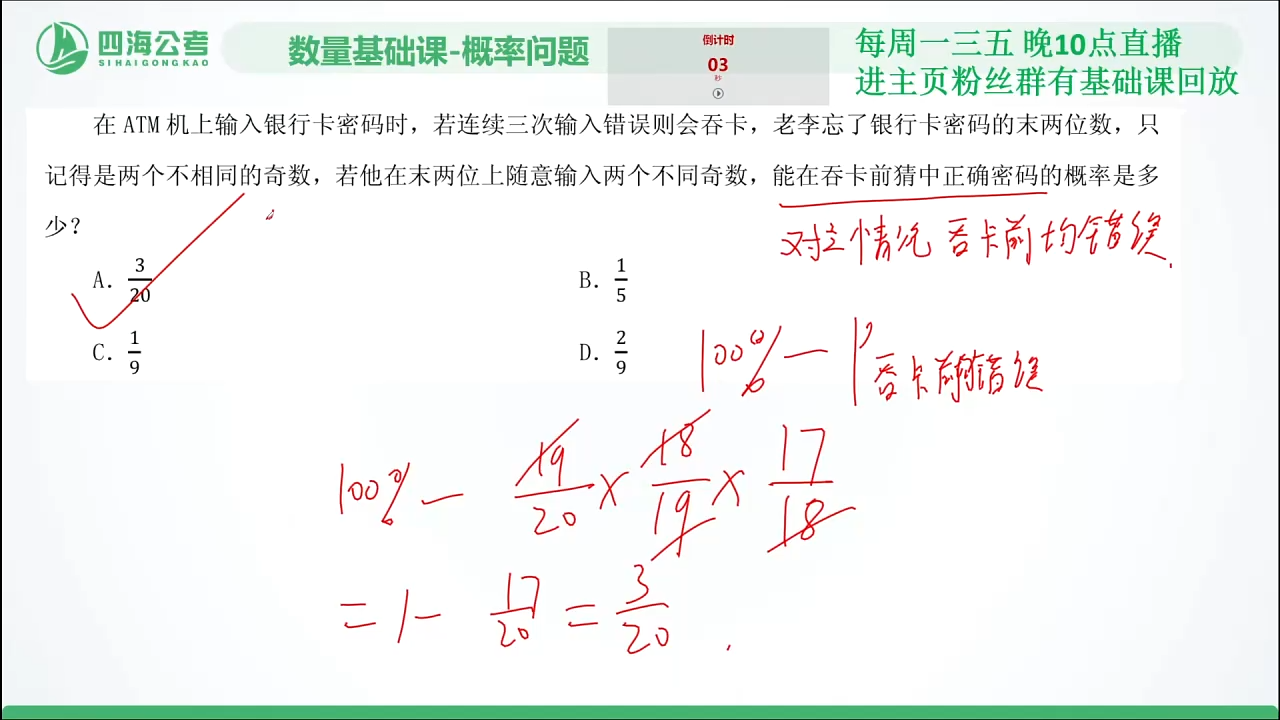 四海公考
SIHAIGONGKAO
数量基础课-概率问题
倒计时
03
秒
每周一三五 晚10点直播
进主页粉丝群有基础课回放
在 ATM 机上输入银行卡密码时，若连续三次输入错误则会吞卡，老李忘了银行卡密码的末两位数，只
记得是两个不相同的奇数，若他在末两位上随意输入两个不同奇数，能在吞卡前猜中正确密码的概率是多
少？
对立情况 吞卡前均错误
A. 3/20
B. 1/5
C. 1/9
D. 2/9
100% — P吞卡前均错误
100% — 19/20 × 18/19 × 17/18
= 1 - 17/20 = 3/20